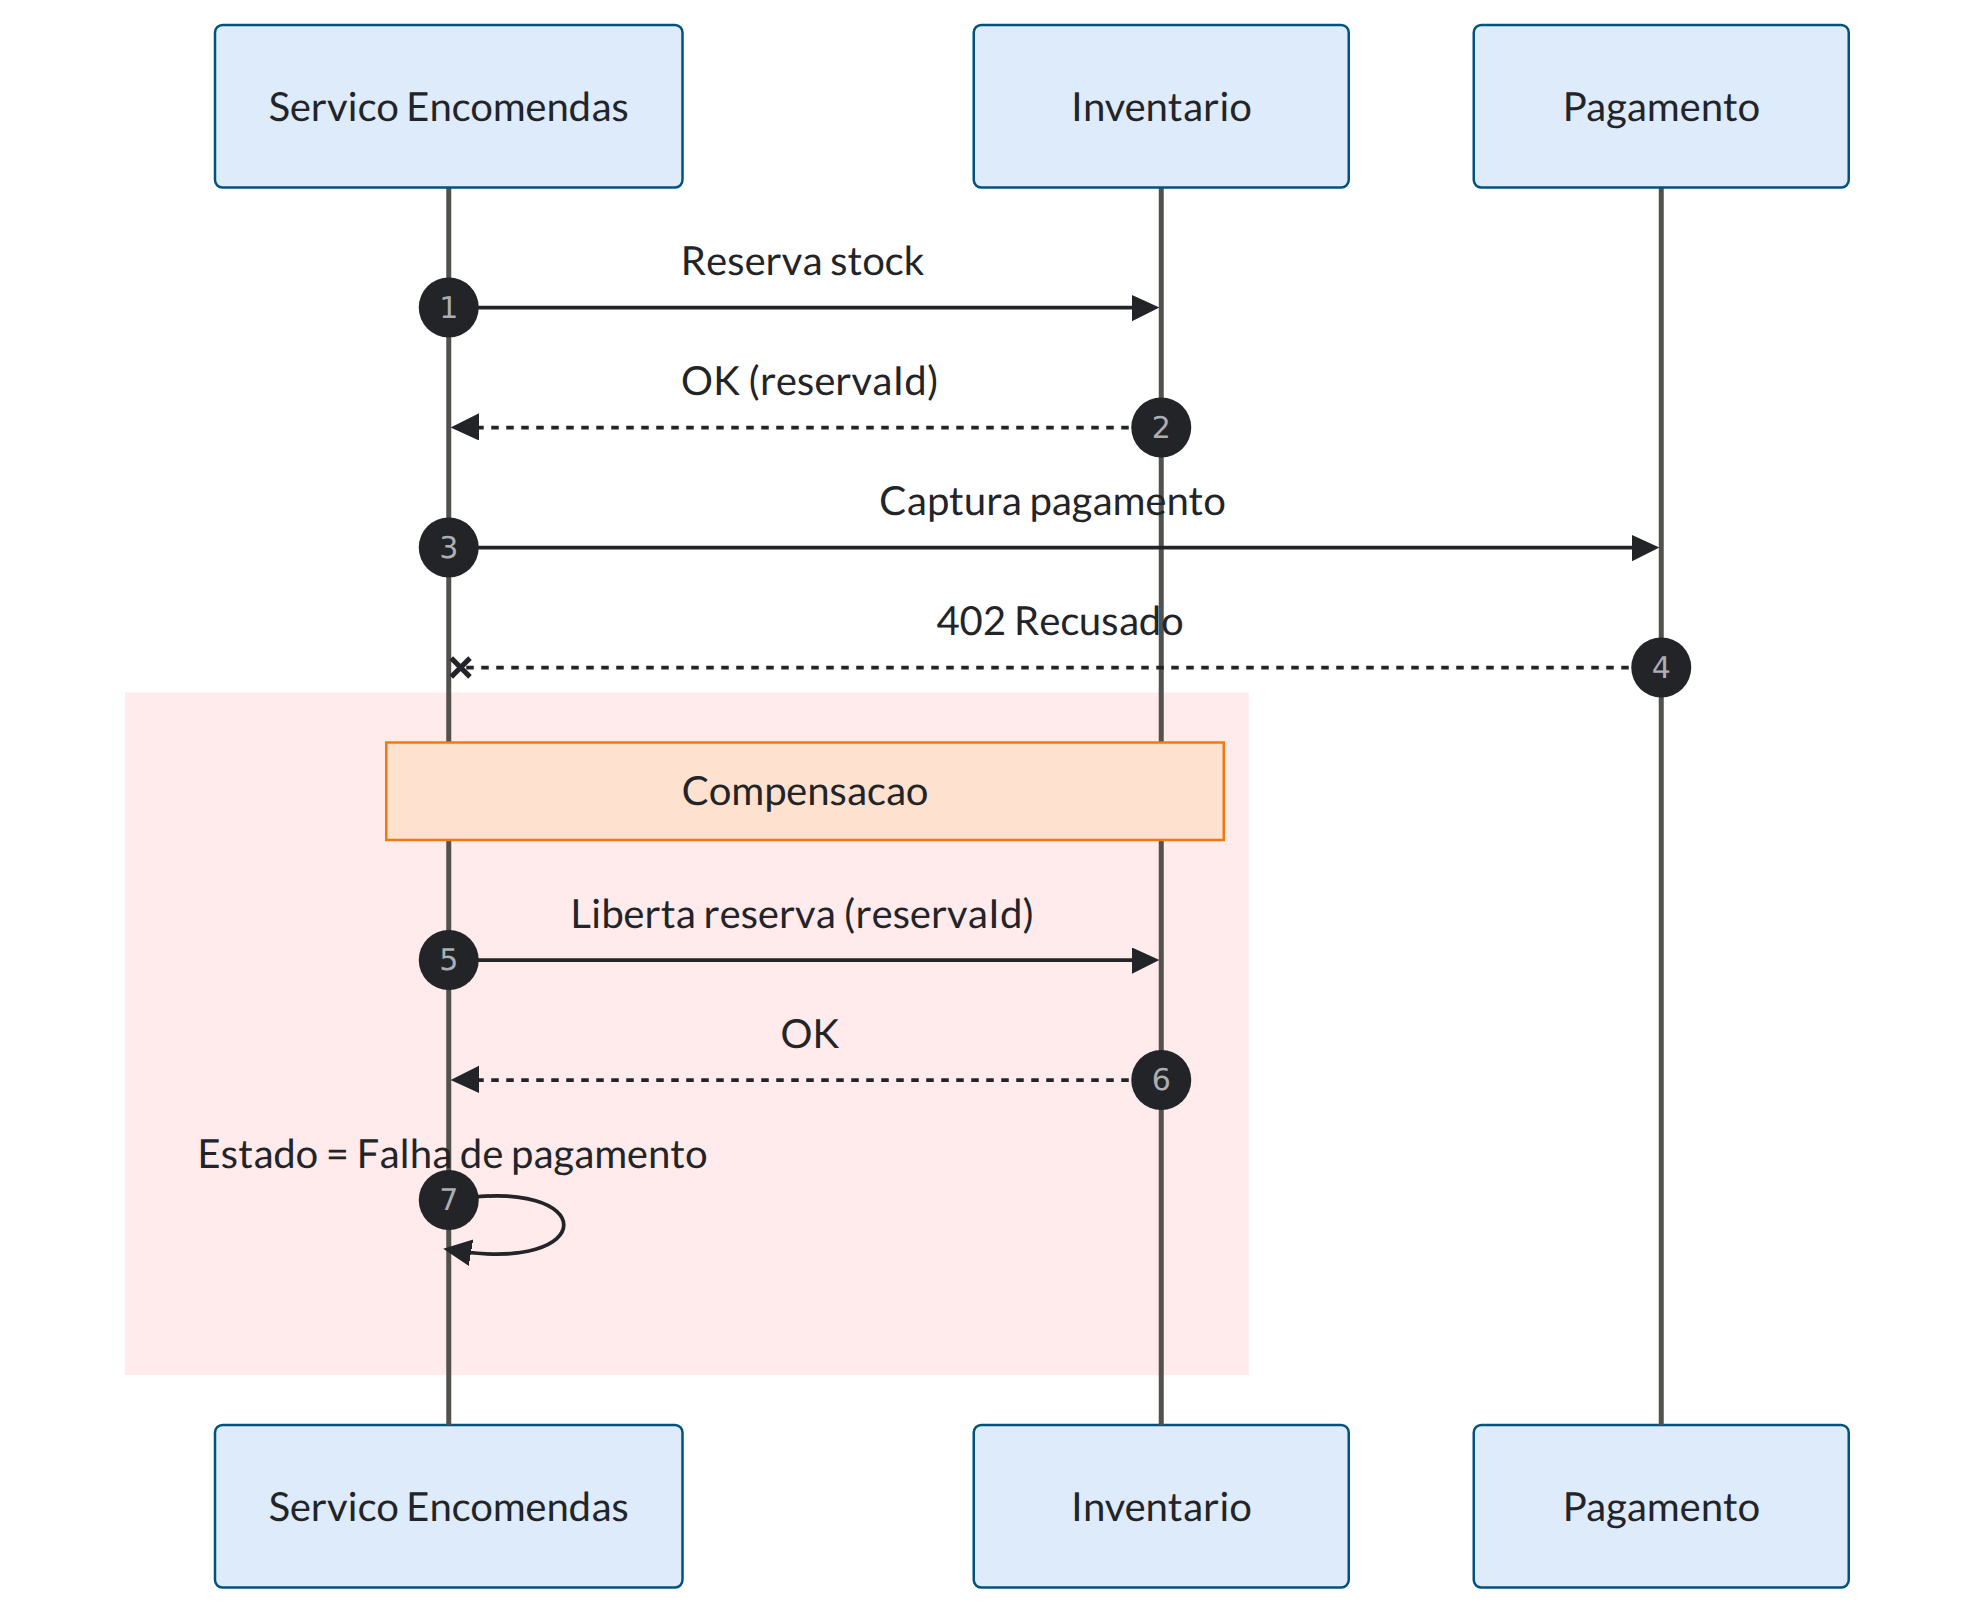 Servico Encomendas
Inventario
Pagamento
Reserva stock
1
OK (reservaId)
2
Captura pagamento
3
402 Recusado
4
Compensacao
Liberta reserva (reservaId)
5
OK
6
Estado = Falha de pagamento
7
Servico Encomendas
Inventario
Pagamento